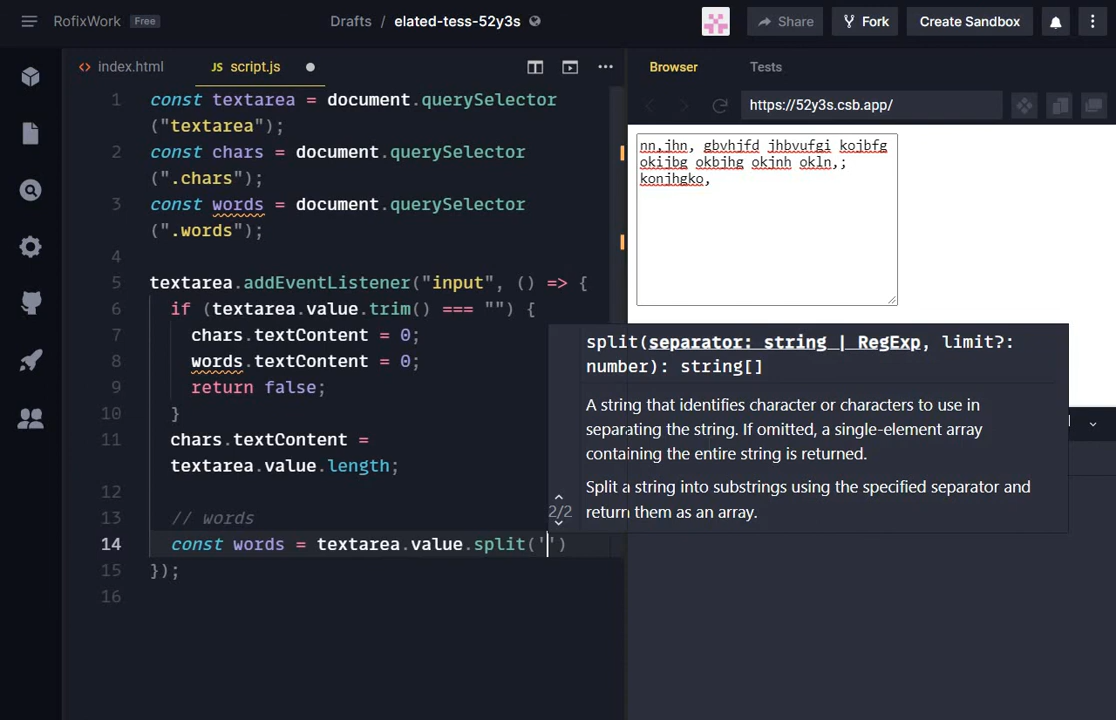 RofixWork Free
Drafts / elated-tess-52y3s
Share
Fork
Create Sandbox
index.html
JS script.js
Browser
Tests
https://52y3s.csb.app/
1 const textarea = document.querySelector
("textarea");
2 const chars = document.querySelector
(".chars");
3 const words = document.querySelector
(".words");
4
5 textarea.addEventListener("input", () => {
6 if (textarea.value.trim() === "") {
7 chars.textContent = 0;
8 words.textContent = 0;
9 return false;
10 }
11 chars.textContent =
textarea.value.length;
12
13 // words
14 const words = textarea.value.split('')
15 });
16
nn,jhn, gbvhjfd jhbvufgi kojbfg
okijbg okbjhg okjnh okln,;
konjhgko,
split(separator: string | RegExp, limit?:
number): string[]
A string that identifies character or characters to use in
separating the string. If omitted, a single-element array
containing the entire string is returned.
Split a string into substrings using the specified separator and
return them as an array.
2/2